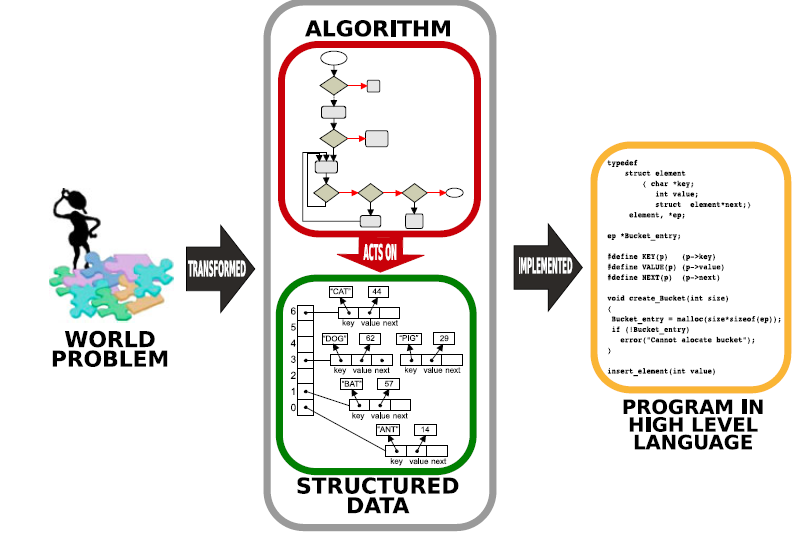 ALGORITHM
ACTS ON
TRANSFORMED
WORLD
PROBLEM
"CAT" 44
6
key value next
5
4
"DOG" 62 "PIG" 29
3
key value next key value next
2
"BAT" 57
1
key value next
0
"ANT" 14
key value next
STRUCTURED
DATA
IMPLEMENTED
typedef
struct element
( char *key;
int value;
struct element*next;)
element, *ep;
ep *Bucket_entry;
#define KEY(p) (p->key)
#define VALUE(p) (p->value)
#define NEXT(p) (p->next)
void create_Bucket(int size)
(
Bucket_entry = malloc(size*sizeof(ep);
if (!Bucket_entry)
error("Cannot alocate bucket");
)
insert_element(int value)
PROGRAM IN
HIGH LEVEL
LANGUAGE